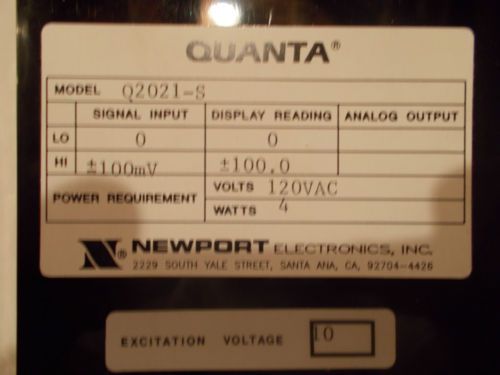 QUANTA®
MODEL Q2021-S
SIGNAL INPUT DISPLAY READING ANALOG OUTPUT
LO 0 0
HI ±100mV ±100.0
POWER REQUIREMENT VOLTS 120VAC
WATTS 4
N® NEWPORT ELECTRONICS, INC.
2229 SOUTH YALE STREET, SANTA ANA, CA, 92704-4426
EXCITATION VOLTAGE 10